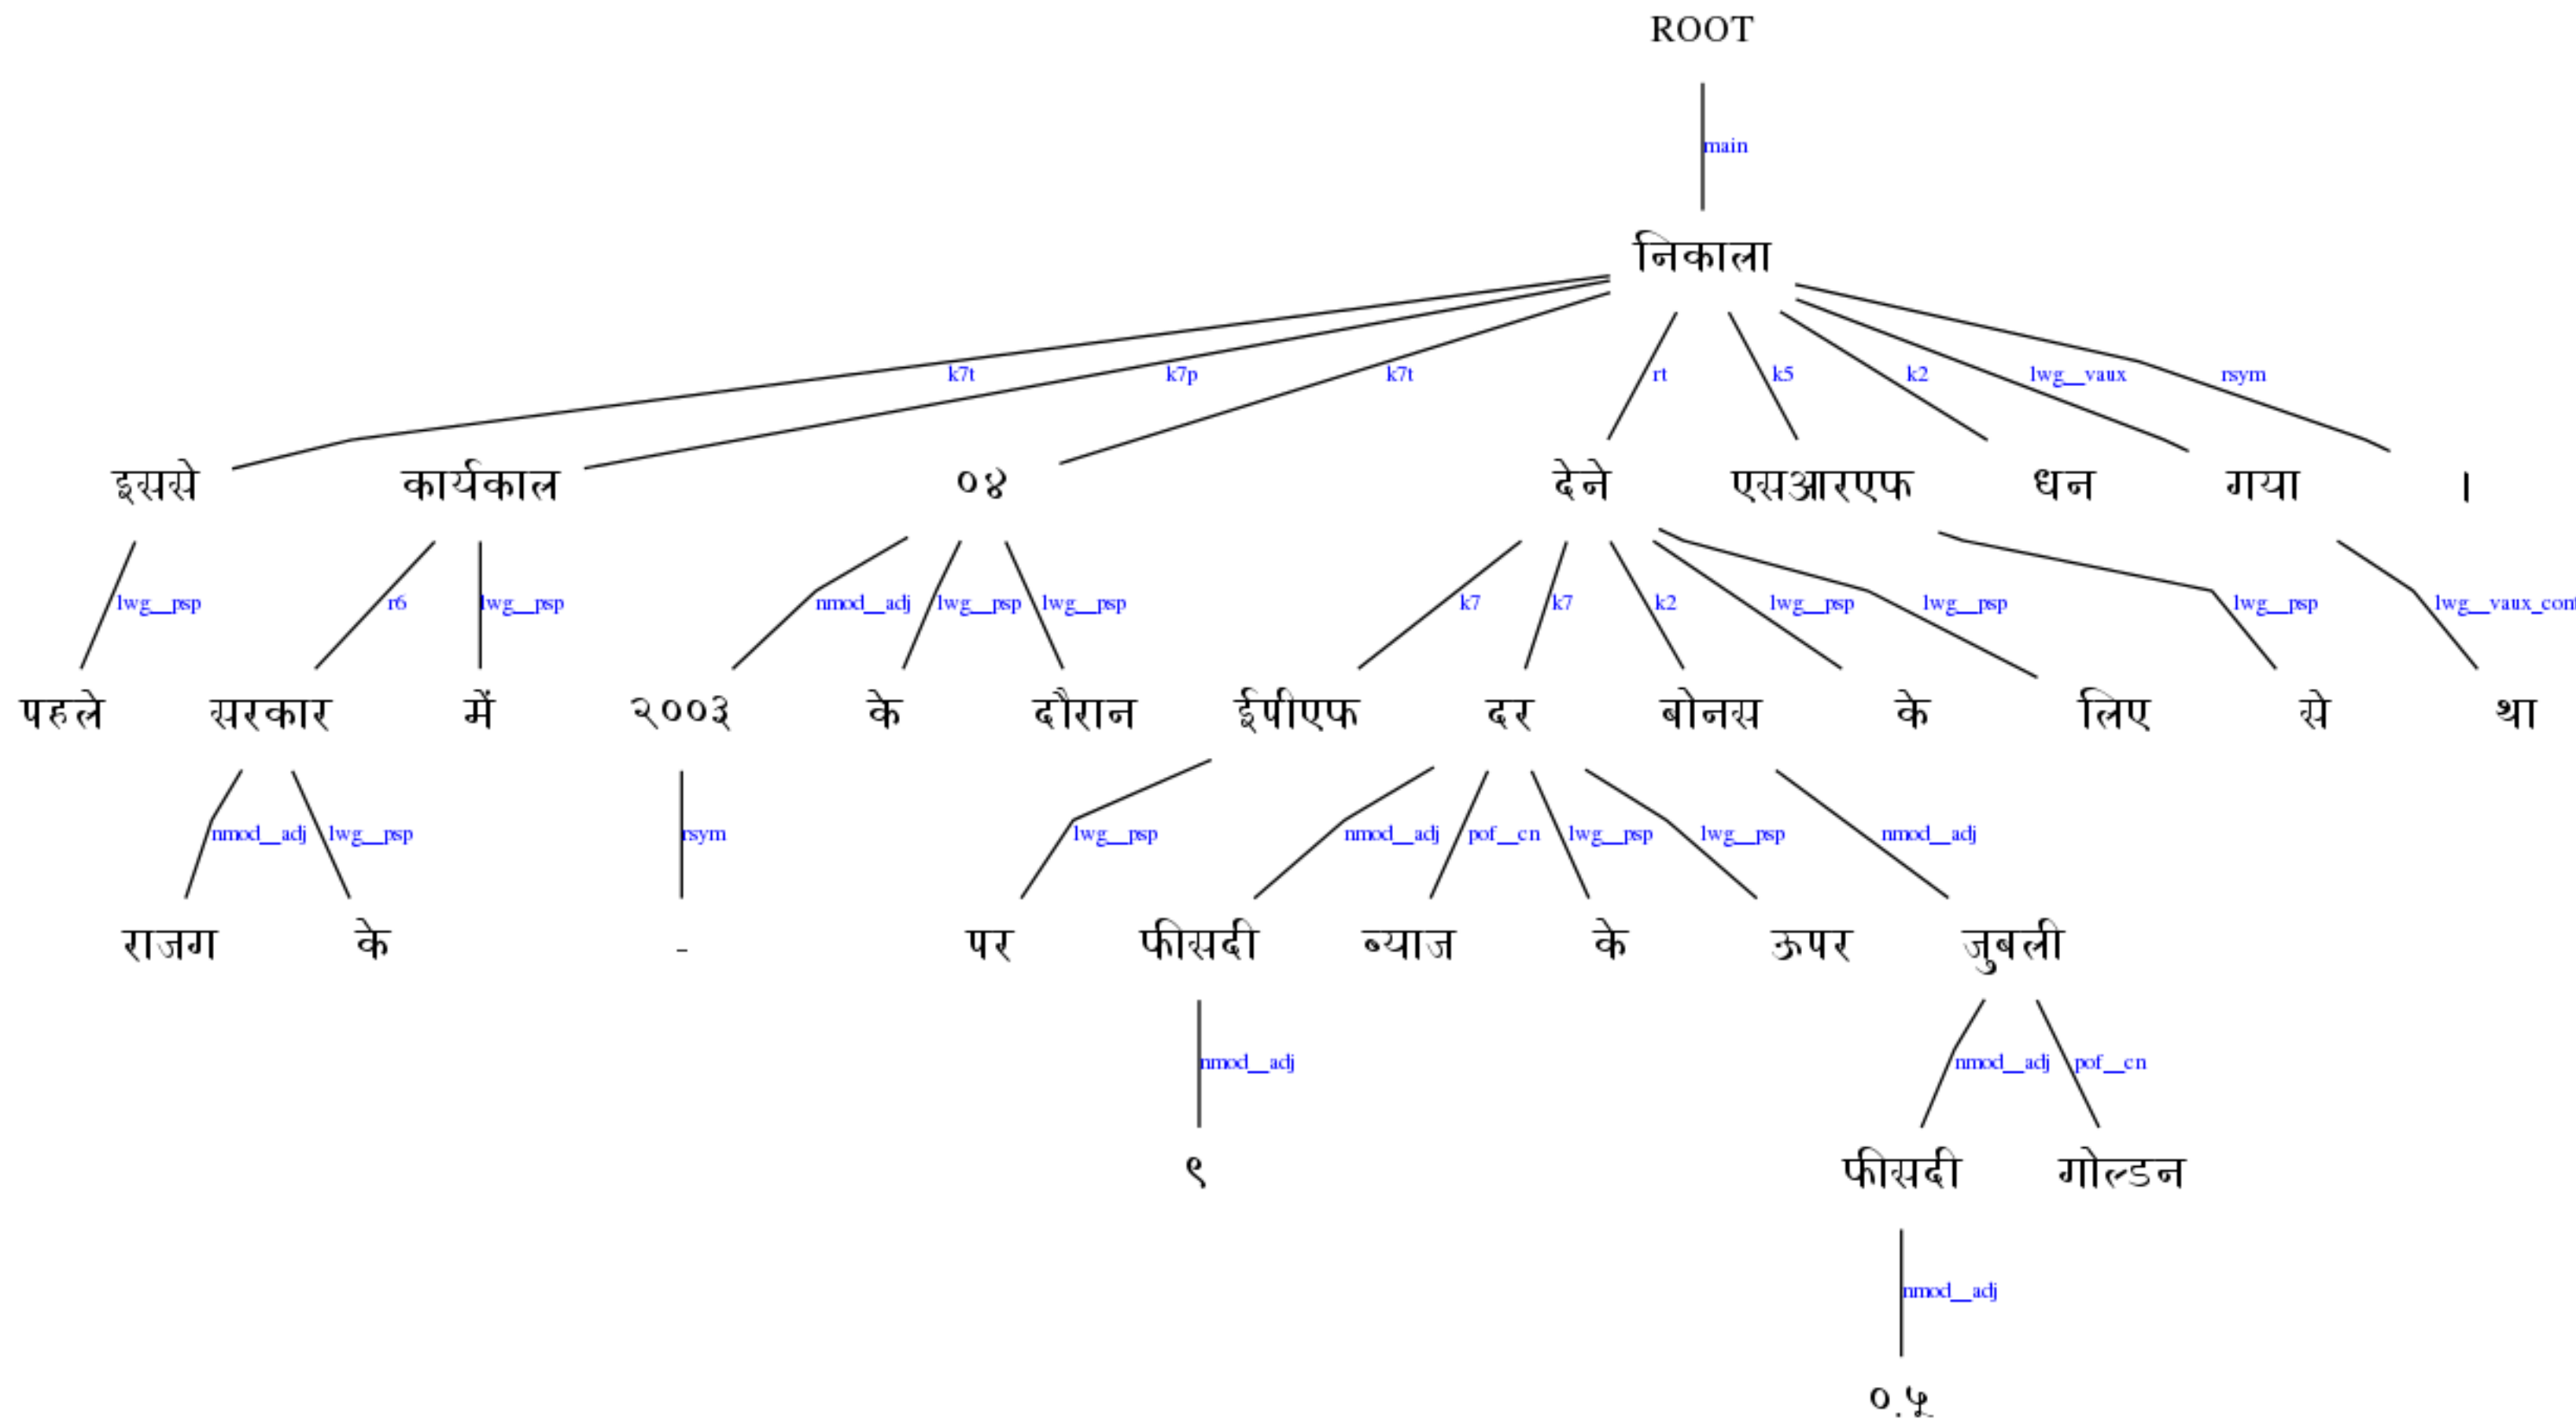 ROOT
main
निकाला
k7t k7p k7t rt k5 k2 lwg__vaux rsym
इससे कार्यकाल ०४ देने एसआरएफ धन गया ।
lwg__psp r6 lwg__psp nmod__adj lwg__psp lwg__psp k7 k7 k2 lwg__psp lwg__psp lwg__psp lwg__vaux_cont
पहले सरकार में २००३ के दौरान ईपीएफ दर बोनस के लिए से था
nmod__adj lwg__psp rsym lwg__psp nmod__adj pof__cn lwg__psp lwg__psp nmod__adj
राजग के - पर फीसदी ब्याज के ऊपर जुबली
nmod__adj nmod__adj pof__cn
९ फीसदी गोल्डन
nmod__adj
०.५